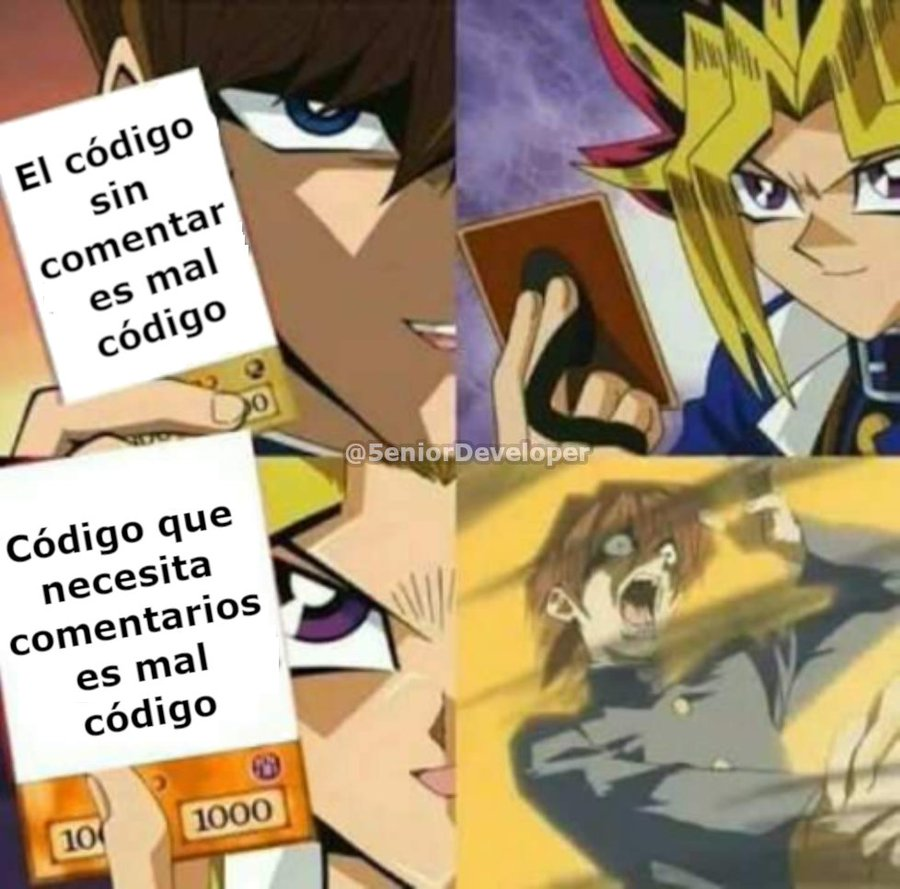 El código
sin
comentar
es mal
código
@5eniorDeveloper
Código que
necesita
comentarios
es mal
código
1000